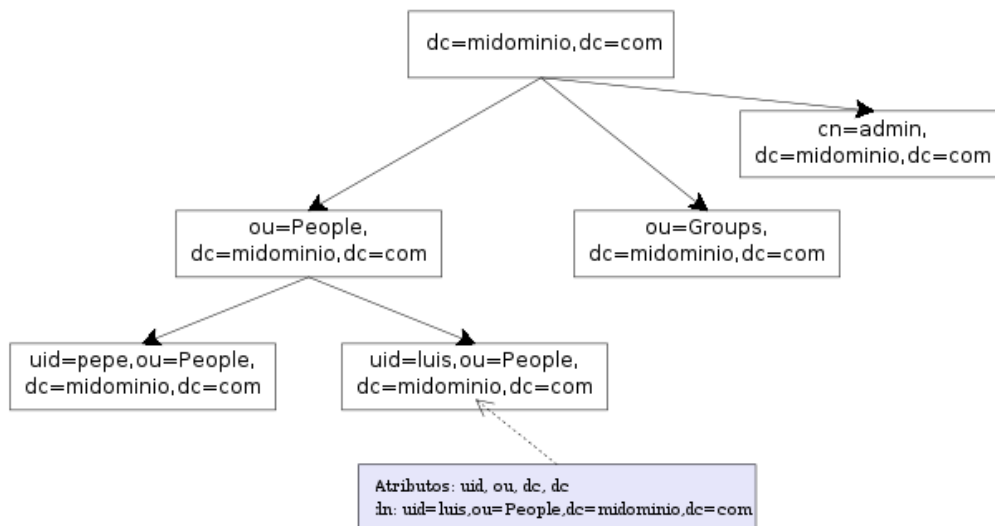 dc=midominio,dc=com
cn=admin,
dc=midominio,dc=com
ou=People,
dc=midominio,dc=com
ou=Groups,
dc=midominio,dc=com
uid=pepe,ou=People,
dc=midominio,dc=com
uid=luis,ou=People,
dc=midominio,dc=com
Atributos: uid, ou, dc, dc
dn: uid=luis,ou=People,dc=midominio,dc=com